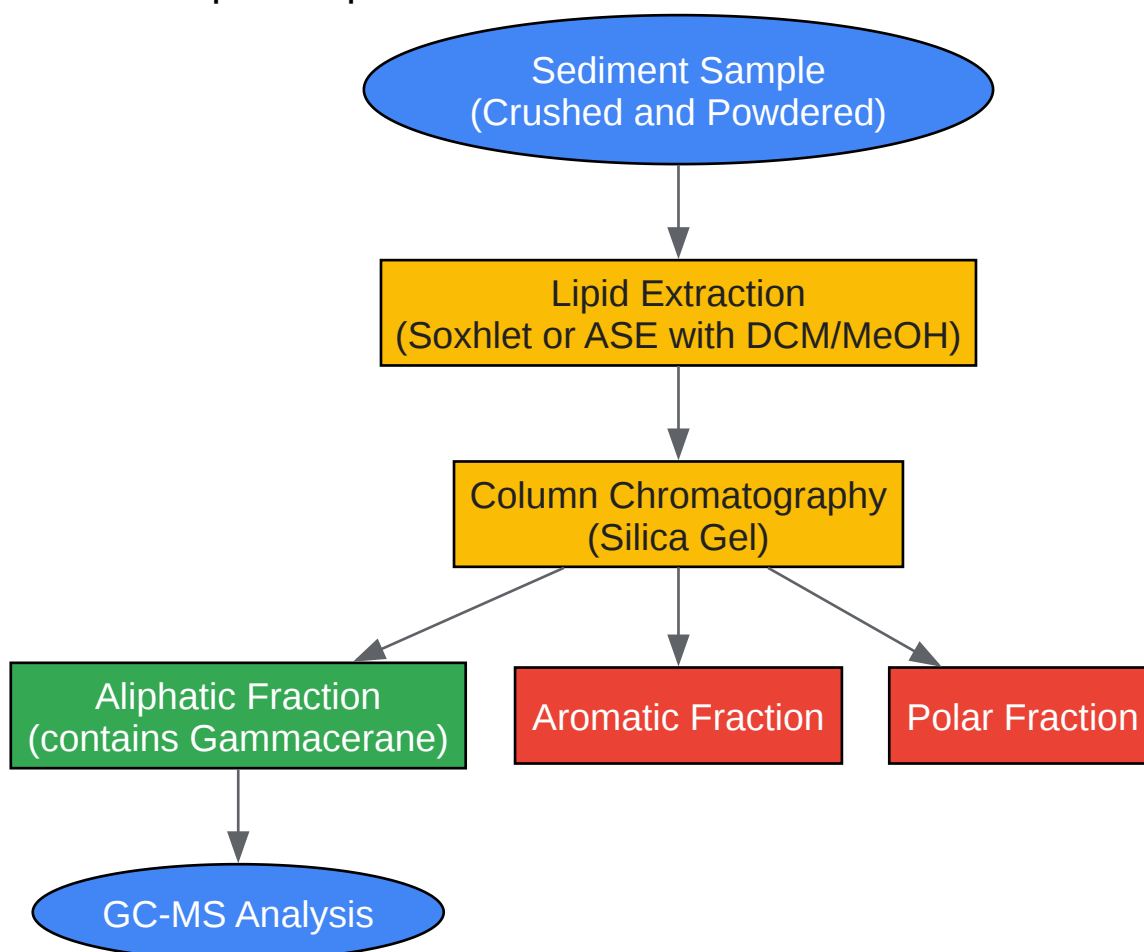 Sediment Sample
(Crushed and Powdered)
Lipid Extraction
(Soxhlet or ASE with DCM/MeOH)
Column Chromatography
(Silica Gel)
Aliphatic Fraction
(contains Gammacerane)
Aromatic Fraction
Polar Fraction
GC-MS Analysis